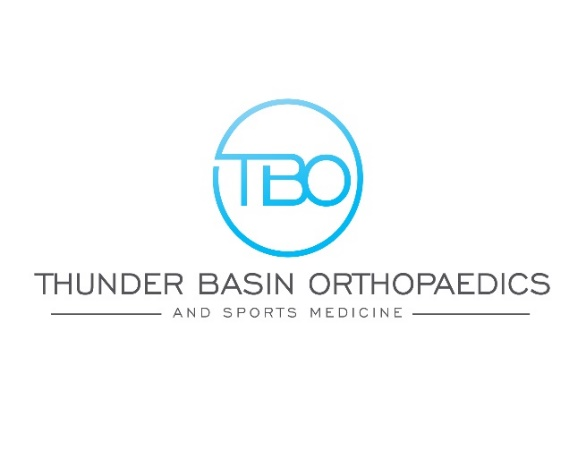 TBO
THUNDER BASIN ORTHOPAEDICS
AND SPORTS MEDICINE